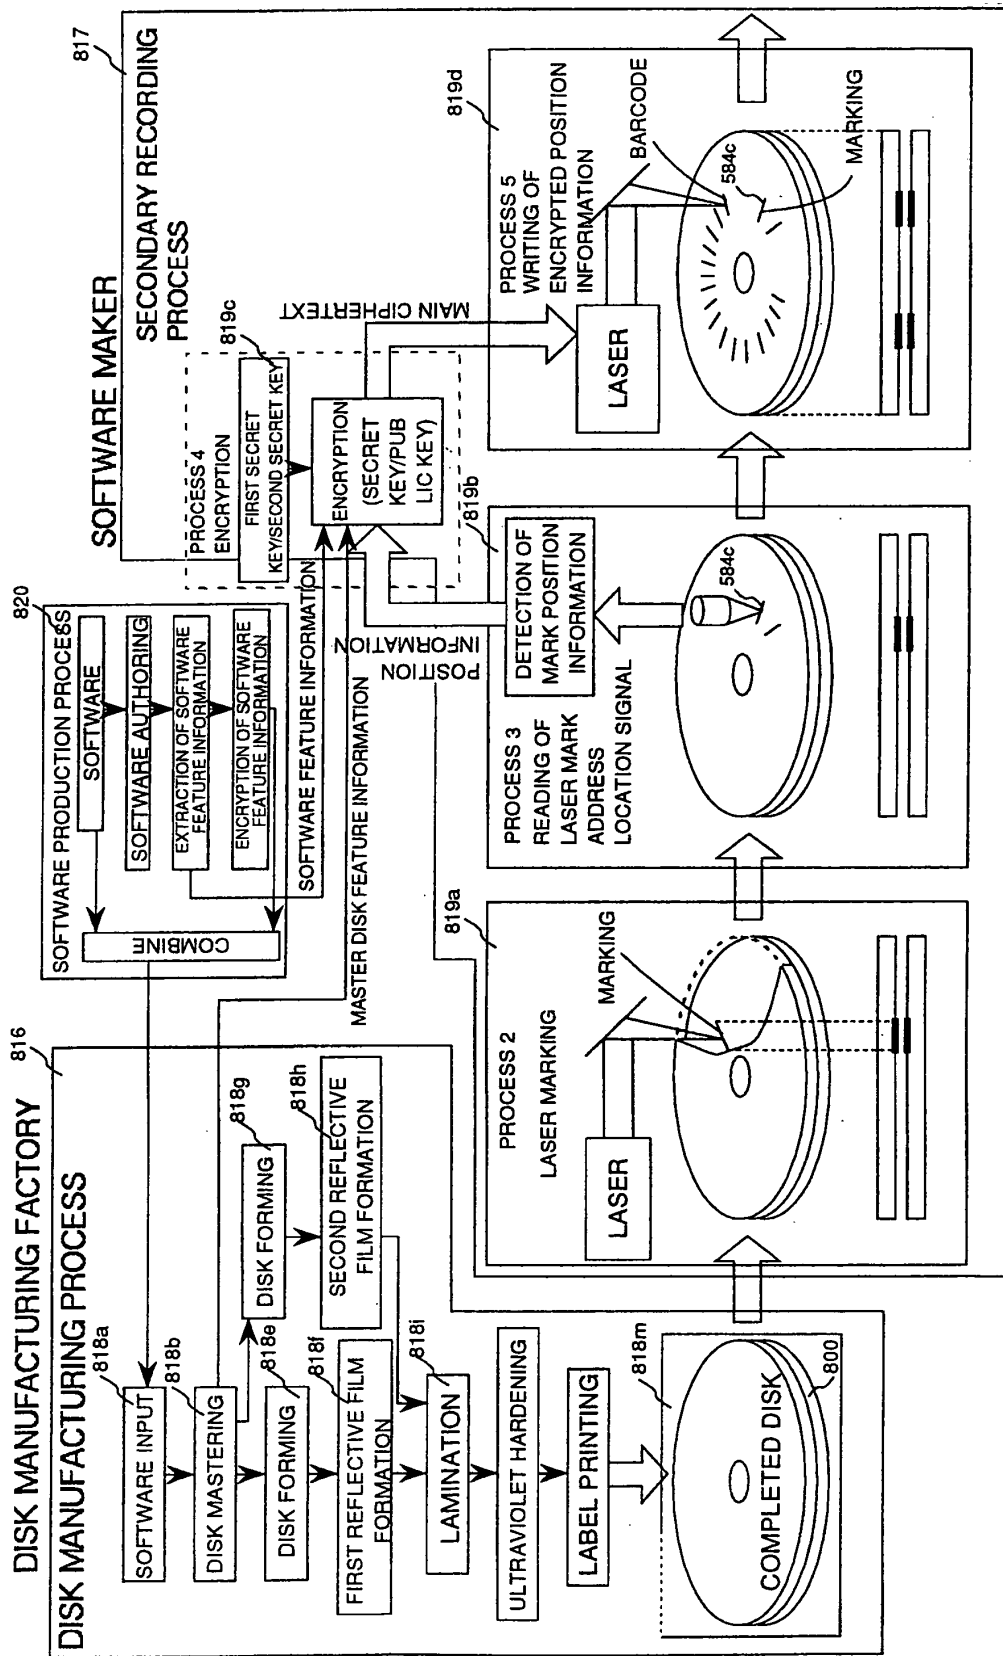 DISK MANUFACTURING FACTORY
DISK MANUFACTURING PROCESS
816
818a
SOFTWARE INPUT
818b
DISK MASTERING
818e
DISK FORMING
818f
FIRST REFLECTIVE FILM
FORMATION
818g
DISK FORMING
818h
SECOND REFLECTIVE
FILM FORMATION
818i
LAMINATION
ULTRAVIOLET HARDENING
LABEL PRINTING
818m
COMPLETED DISK
800
SOFTWARE PRODUCTION PROCESS
820
SOFTWARE
SOFTWARE AUTHORING
EXTRACTION OF SOFTWARE
FEATURE INFORMATION
ENCRYPTION OF SOFTWARE
FEATURE INFORMATION
COMBINE
SOFTWARE FEATURE INFORMATION
MASTER DISK FEATURE INFORMATION
POSITION
INFORMATION
SOFTWARE MAKER
817
SECONDARY RECORDING
PROCESS
819a
PROCESS 2
LASER MARKING
LASER
MARKING
819b
PROCESS 3
READING OF
LASER MARK
ADDRESS
LOCATION SIGNAL
DETECTION OF
MARK POSITION
INFORMATION
584c
PROCESS 4
ENCRYPTION
819c
FIRST SECRET
KEY/SECOND SECRET KEY
ENCRYPTION
(SECRET
KEY/PUB
LIC KEY)
MAIN CIPHERTEXT
819d
PROCESS 5
WRITING OF
ENCRYPTED POSITION
INFORMATION
LASER
BARCODE
584c
MARKING